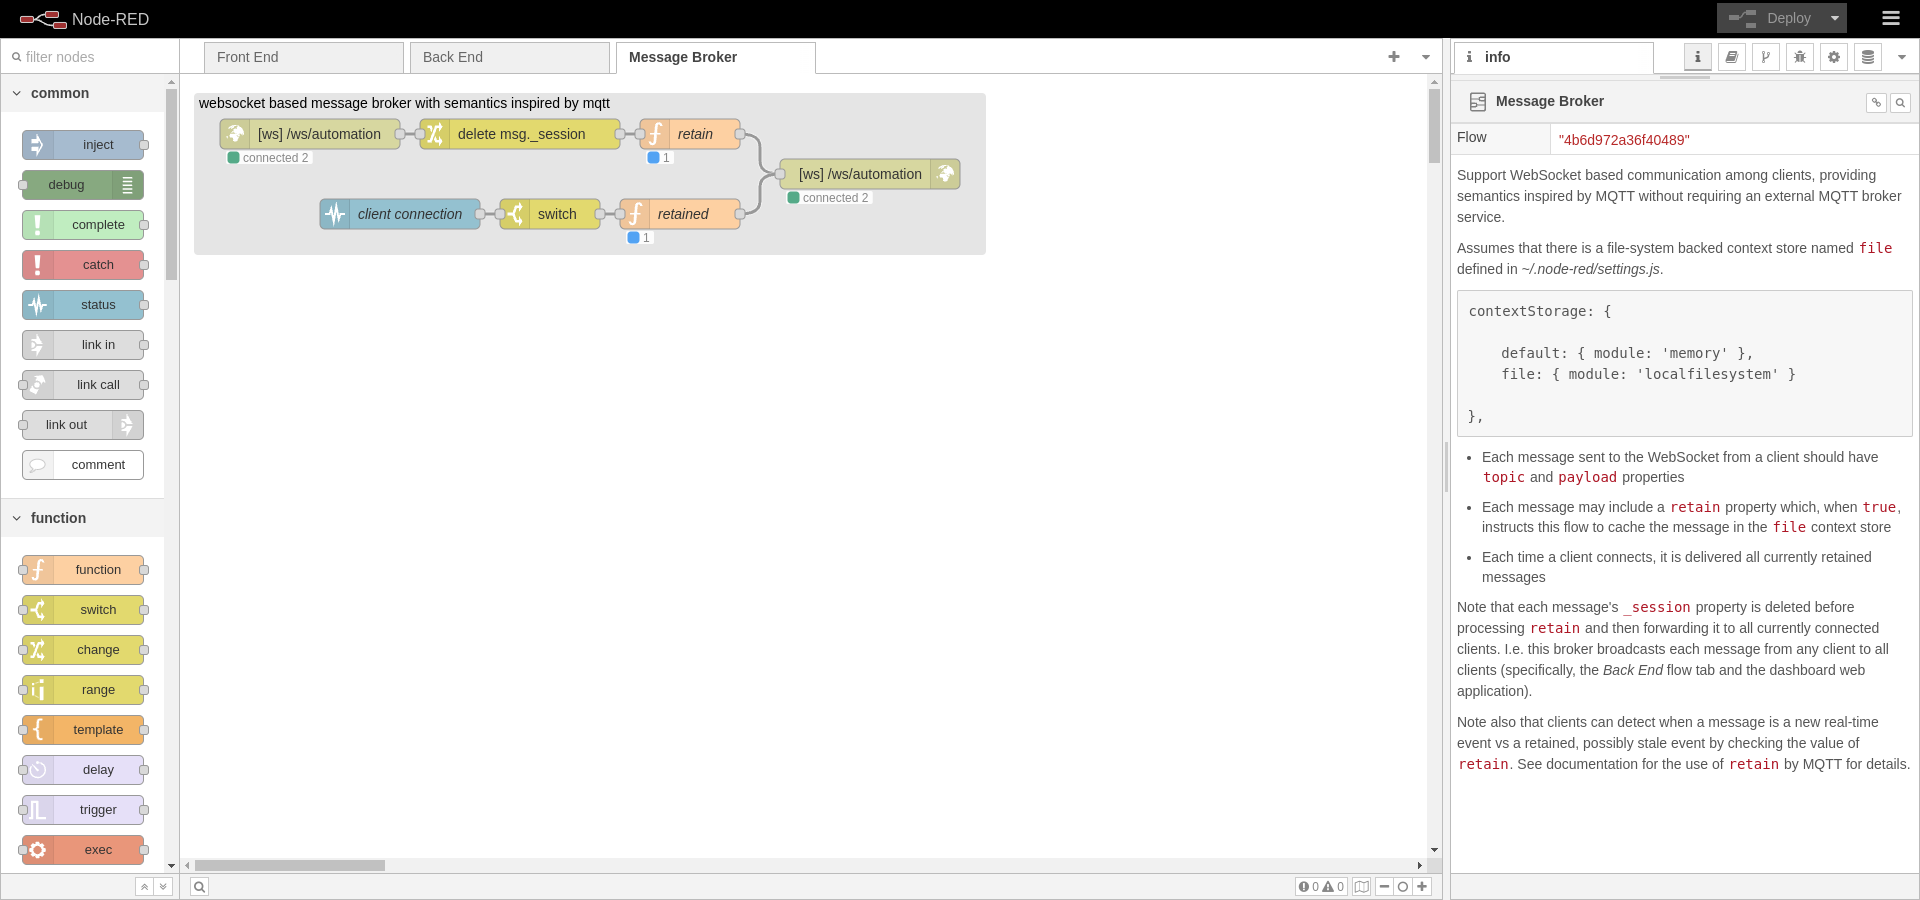 Node-RED
Deploy
filter nodes
Front End
Back End
Message Broker
info
common
inject
debug
complete
catch
status
link in
link call
link out
comment
function
function
switch
change
range
template
delay
trigger
exec
websocket based message broker with semantics inspired by mqtt
[ws] /ws/automation
connected 2
delete msg._session
retain
1
[ws] /ws/automation
connected 2
client connection
switch
retained
1
0
0
Message Broker
Flow
"4b6d972a36f40489"
Support WebSocket based communication among clients, providing
semantics inspired by MQTT without requiring an external MQTT broker
service.
Assumes that there is a file-system backed context store named file
defined in ~/.node-red/settings.js.
contextStorage: {
default: { module: 'memory' },
file: { module: 'localfilesystem' }
},
Each message sent to the WebSocket from a client should have
topic and payload properties
Each message may include a retain property which, when true,
instructs this flow to cache the message in the file context store
Each time a client connects, it is delivered all currently retained
messages
Note that each message's _session property is deleted before
processing retain and then forwarding it to all currently connected
clients. I.e. this broker broadcasts each message from any client to all
clients (specifically, the Back End flow tab and the dashboard web
application).
Note also that clients can detect when a message is a new real-time
event vs a retained, possibly stale event by checking the value of
retain. See documentation for the use of retain by MQTT for details.